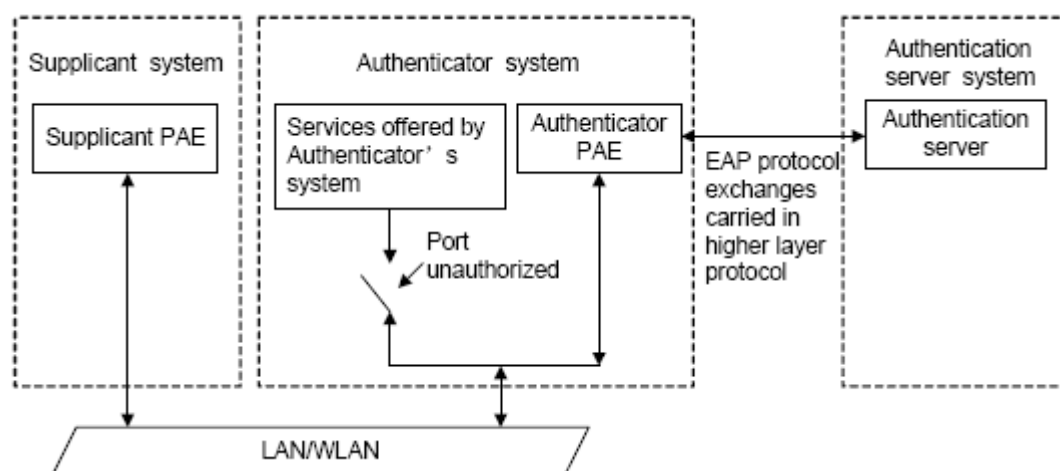 Supplicant system
Supplicant PAE
Authenticator system
Services offered by
Authenticator's
system
Authenticator
PAE
Port
unauthorized
EAP protocol
exchanges
carried in
higher layer
protocol
Authentication
server system
Authentication
server
LAN/WLAN